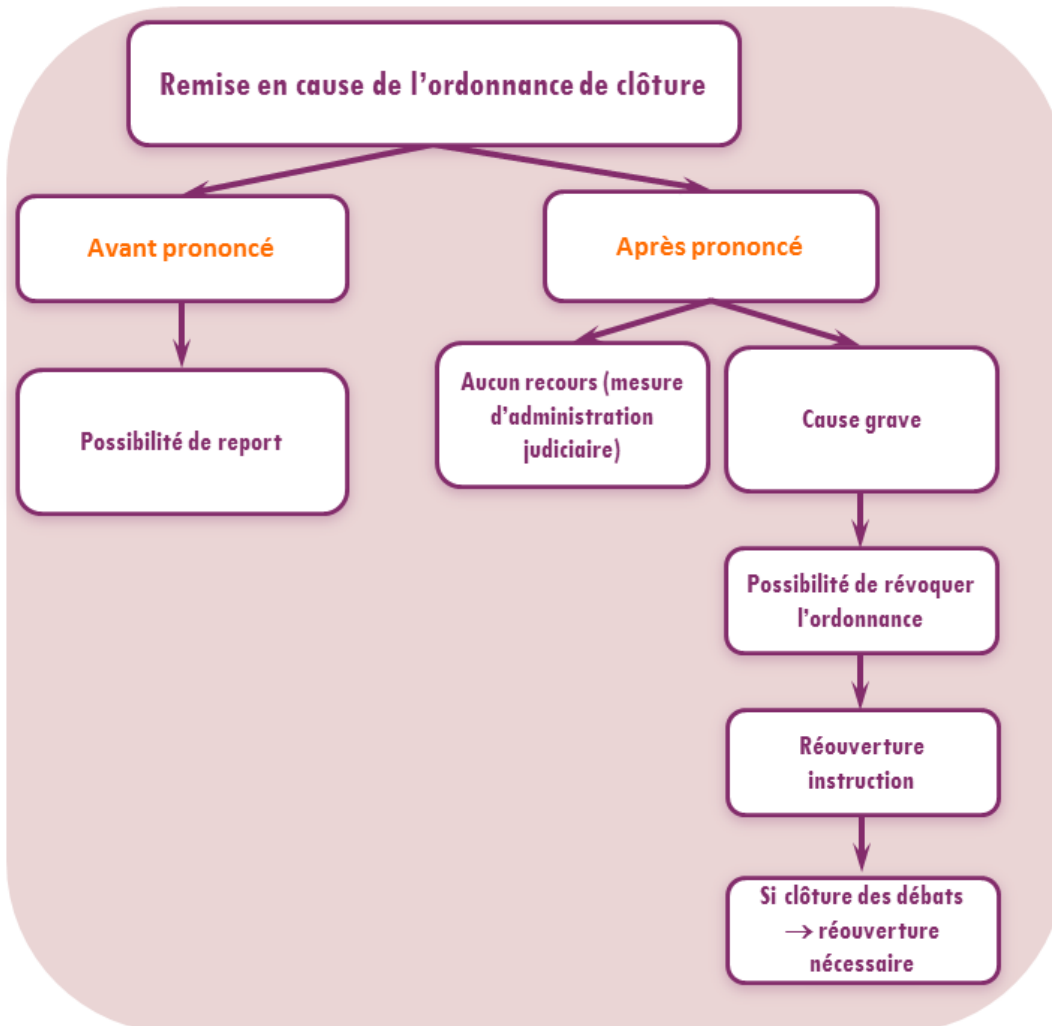 Remise en cause de l’ordonnance de clôture
Avant prononcé
Après prononcé
Possibilité de report
Aucun recours (mesure
d’administration
judiciaire)
Cause grave
Possibilité de révoquer
l’ordonnance
Réouverture
instruction
Si clôture des débats
→ réouverture
nécessaire